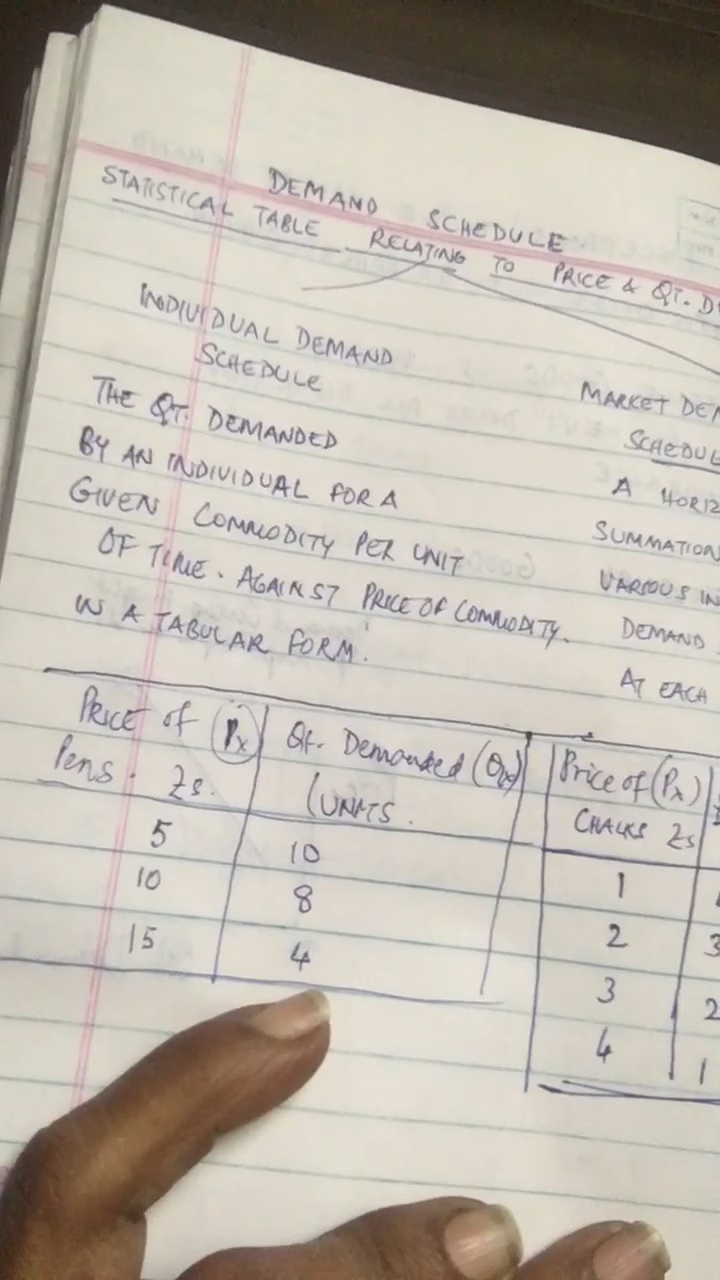 DEMAND SCHEDULE
STATISTICAL TABLE RELATING TO PRICE & QT. D
INDIVIDUAL DEMAND
SCHEDULE
THE QT. DEMANDED
BY AN INDIVIDUAL FOR A
GIVEN COMMODITY PER UNIT
OF TIME. AGAINST PRICE OF COMMODITY.
IN A TABULAR FORM.
MARKET DE
SCHEDUL
A HORIZ
SUMMATION
VARIOUS IN
DEMAND
AT EACH
PRICE of (Px) Qt. Demanded (Qx)
Pens. Zs. (UNITS.
5 10
10 8
15 4
Price of (Px)
CHALKS Zs
1
2 3
3 2
4 1